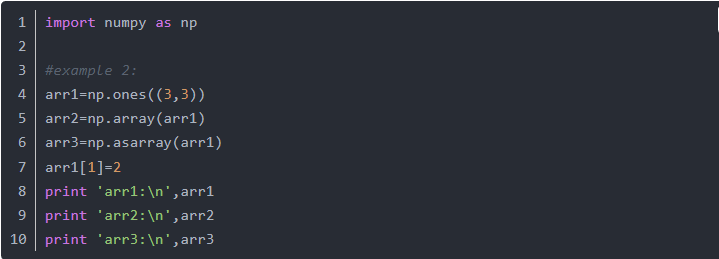 1 import numpy as np
2
3 #example 2:
4 arr1=np.ones((3,3))
5 arr2=np.array(arr1)
6 arr3=np.asarray(arr1)
7 arr1[1]=2
8 print 'arr1:\n',arr1
9 print 'arr2:\n',arr2
10 print 'arr3:\n',arr3